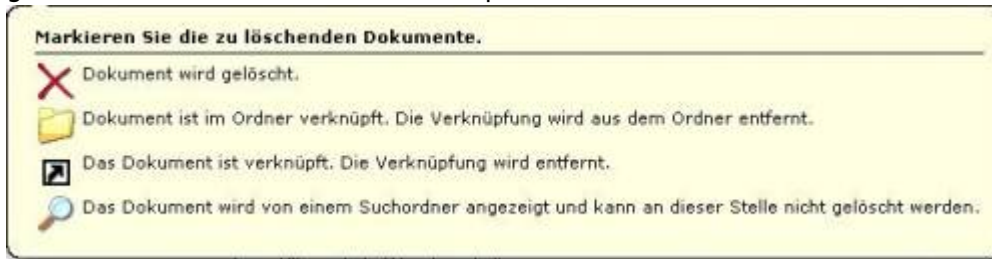 Markieren Sie die zu löschenden Dokumente.
Dokument wird gelöscht.
Dokument ist im Ordner verknüpft. Die Verknüpfung wird aus dem Ordner entfernt.
Das Dokument ist verknüpft. Die Verknüpfung wird entfernt.
Das Dokument wird von einem Suchordner angezeigt und kann an dieser Stelle nicht gelöscht werden.